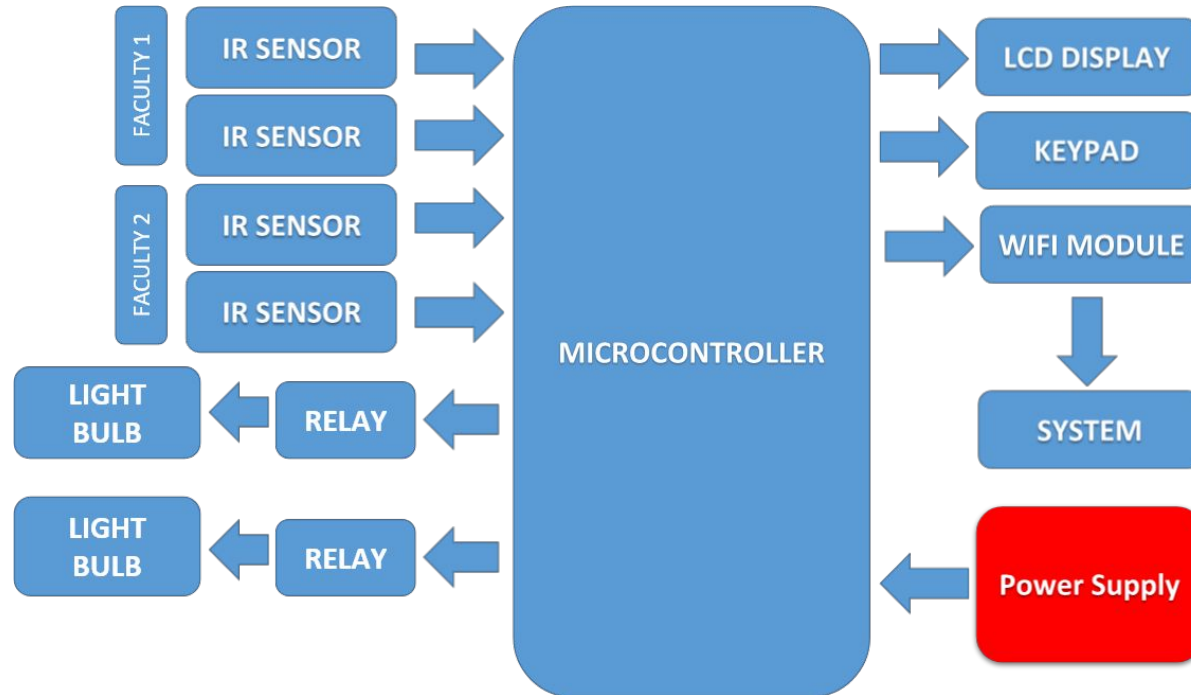 FACULTY 1
IR SENSOR
IR SENSOR
FACULTY 2
IR SENSOR
IR SENSOR
LIGHT
BULB
RELAY
LIGHT
BULB
RELAY
MICROCONTROLLER
LCD DISPLAY
KEYPAD
WIFI MODULE
SYSTEM
Power Supply